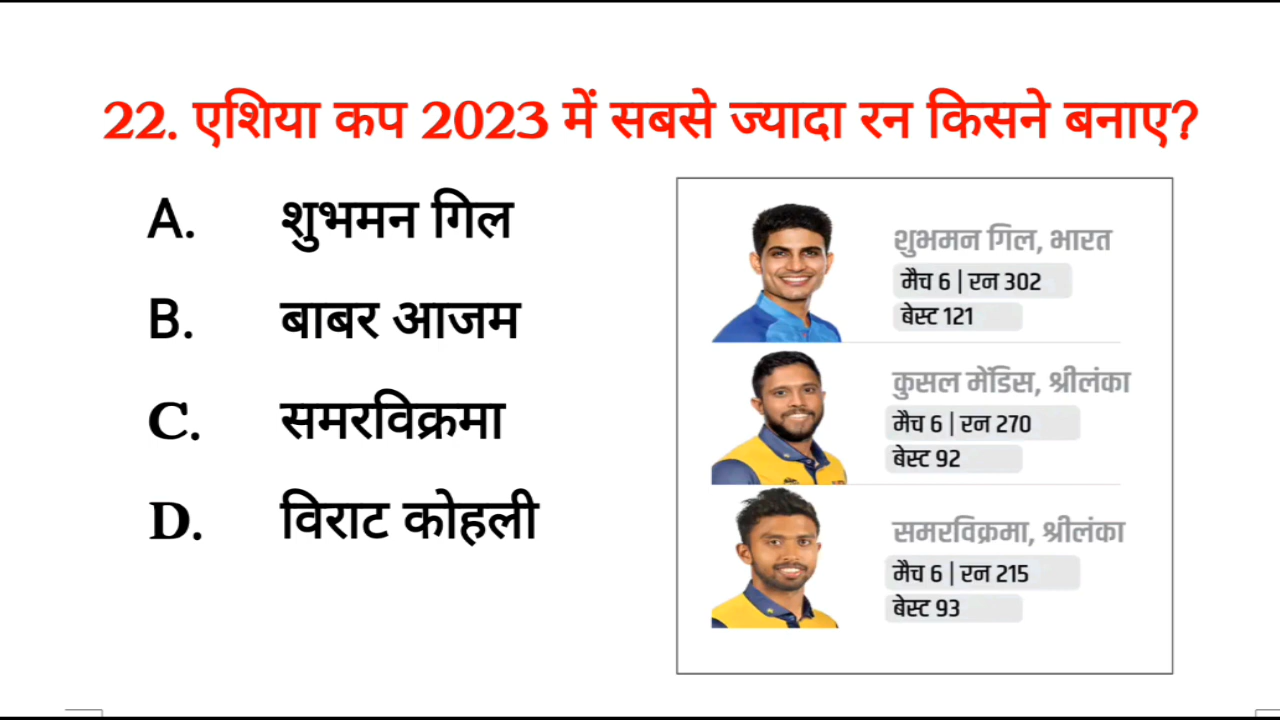 22. एशिया कप 2023 में सबसे ज्यादा रन किसने बनाए?
A. शुभमन गिल
B. बाबर आजम
C. समरविक्रमा
D. विराट कोहली
शुभमन गिल, भारत
मैच 6 | रन 302
बेस्ट 121
कुसल मेंडिस, श्रीलंका
मैच 6 | रन 270
बेस्ट 92
समरविक्रमा, श्रीलंका
मैच 6 | रन 215
बेस्ट 93